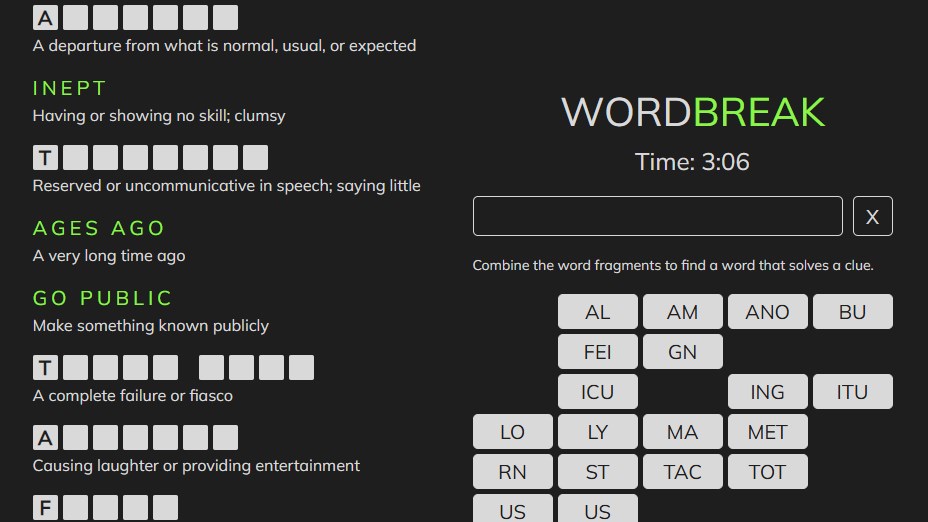 A
A departure from what is normal, usual, or expected
INEPT
Having or showing no skill; clumsy
T
Reserved or uncommunicative in speech; saying little
AGES AGO
A very long time ago
GO PUBLIC
Make something known publicly
T
A complete failure or fiasco
A
Causing laughter or providing entertainment
F
WORDBREAK
Time: 3:06
X
Combine the word fragments to find a word that solves a clue.
AL AM ANO BU
FEI GN
ICU ING ITU
LO LY MA MET
RN ST TAC TOT
US US